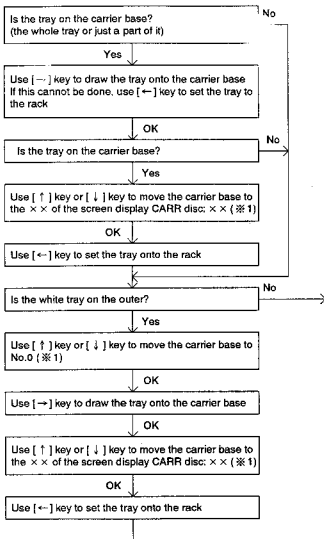 Is the tray on the carrier base?
(the whole tray or just a part of it)
No
Yes
Use [→] key to draw the tray onto the carrier base
If this cannot be done, use [←] key to set the tray to
the rack
OK
Is the tray on the carrier base?
No
Yes
Use [↑] key or [↓] key to move the carrier base to
the ×× of the screen display CARR disc: ×× (※1)
OK
Use [←] key to set the tray onto the rack
Is the white tray on the outer?
No
Yes
Use [↑] key or [↓] key to move the carrier base to
No.0 (※1)
OK
Use [→] key to draw the tray onto the carrier base
OK
Use [↑] key or [↓] key to move the carrier base to
the ×× of the screen display CARR disc: ×× (※1)
OK
Use [←] key to set the tray onto the rack